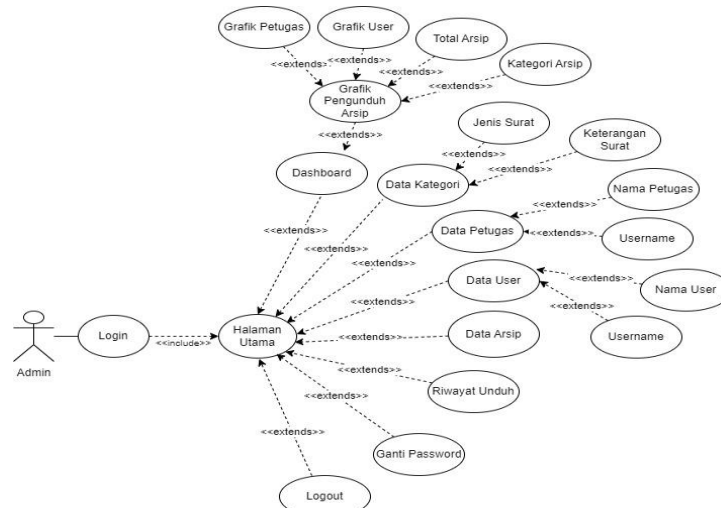 Grafik Petugas
Grafik User
Total Arsip
Kategori Arsip
<<extends>>
<<extends>>
<<extends>>
<<extends>>
Grafik
Pengunduh
Arsip
<<extends>>
Jenis Surat
Keterangan
Surat
<<extends>>
<<extends>>
Dashboard
Data Kategori
Nama Petugas
<<extends>>
<<extends>>
<<extends>>
Data Petugas
<<extends>>
Username
<<extends>>
Data User
<<extends>>
Nama User
<<extends>>
<<extends>>
Admin
Login
<<include>>
Halaman
Utama
<<extends>>
Data Arsip
Username
<<extends>>
Riwayat Unduh
<<extends>>
<<extends>>
Ganti Password
Logout